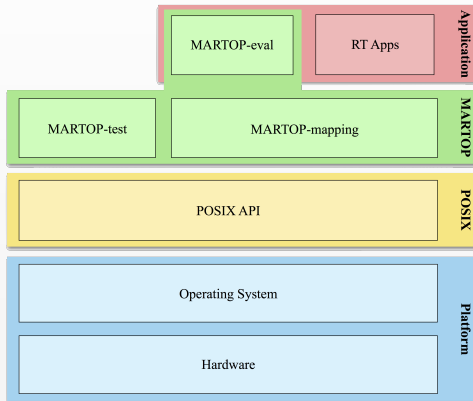 MARTOP-eval
RT Apps
Application
MARTOP-test
MARTOP-mapping
MARTOP
POSIX API
POSIX
Operating System
Hardware
Platform